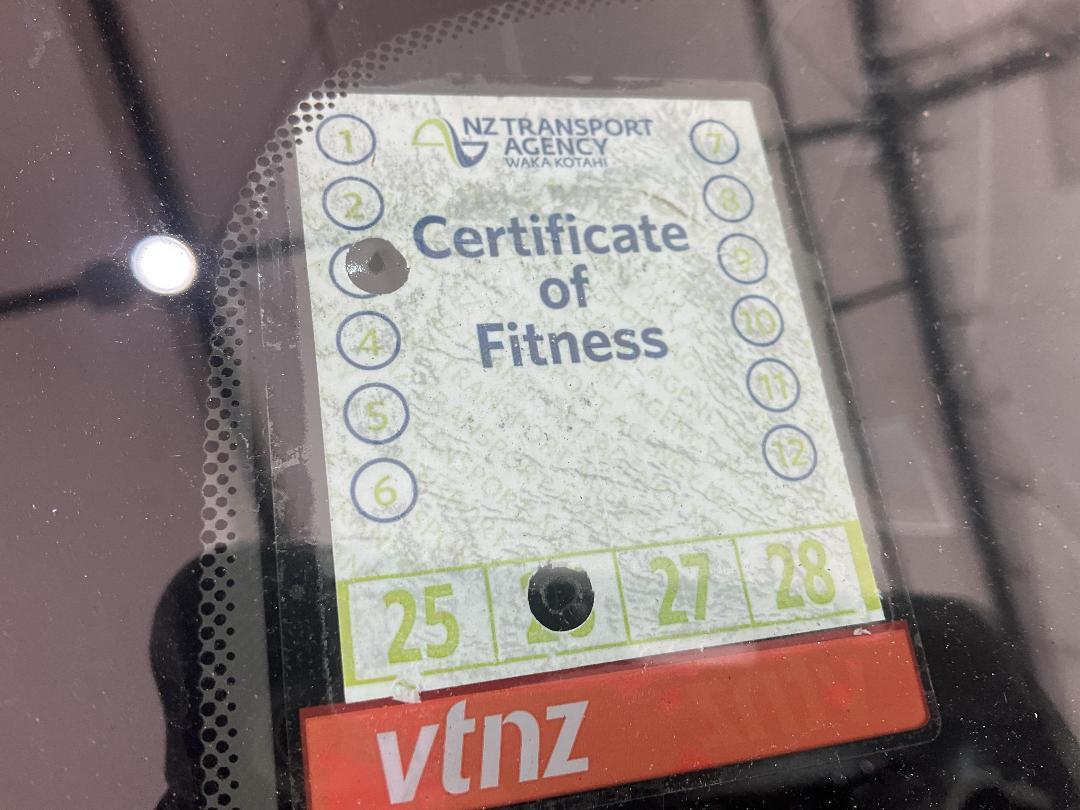 1
NZ TRANSPORT
AGENCY
WAKA KOTAHI
7
2
8
Certificate
of
Fitness
9
4
10
5
11
6
12
25
27
28
vtnz